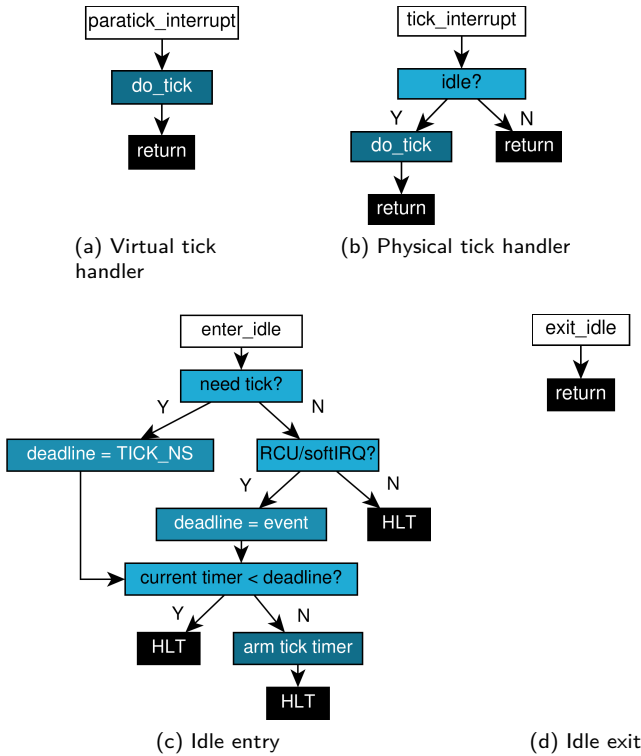 paratick_interrupt
do_tick
return
(a) Virtual tick
handler
tick_interrupt
idle?
Y
N
do_tick
return
return
(b) Physical tick handler
enter_idle
need tick?
Y
N
deadline = TICK_NS
RCU/softIRQ?
Y
N
deadline = event
HLT
current timer < deadline?
Y
N
HLT
arm tick timer
HLT
(c) Idle entry
exit_idle
return
(d) Idle exit